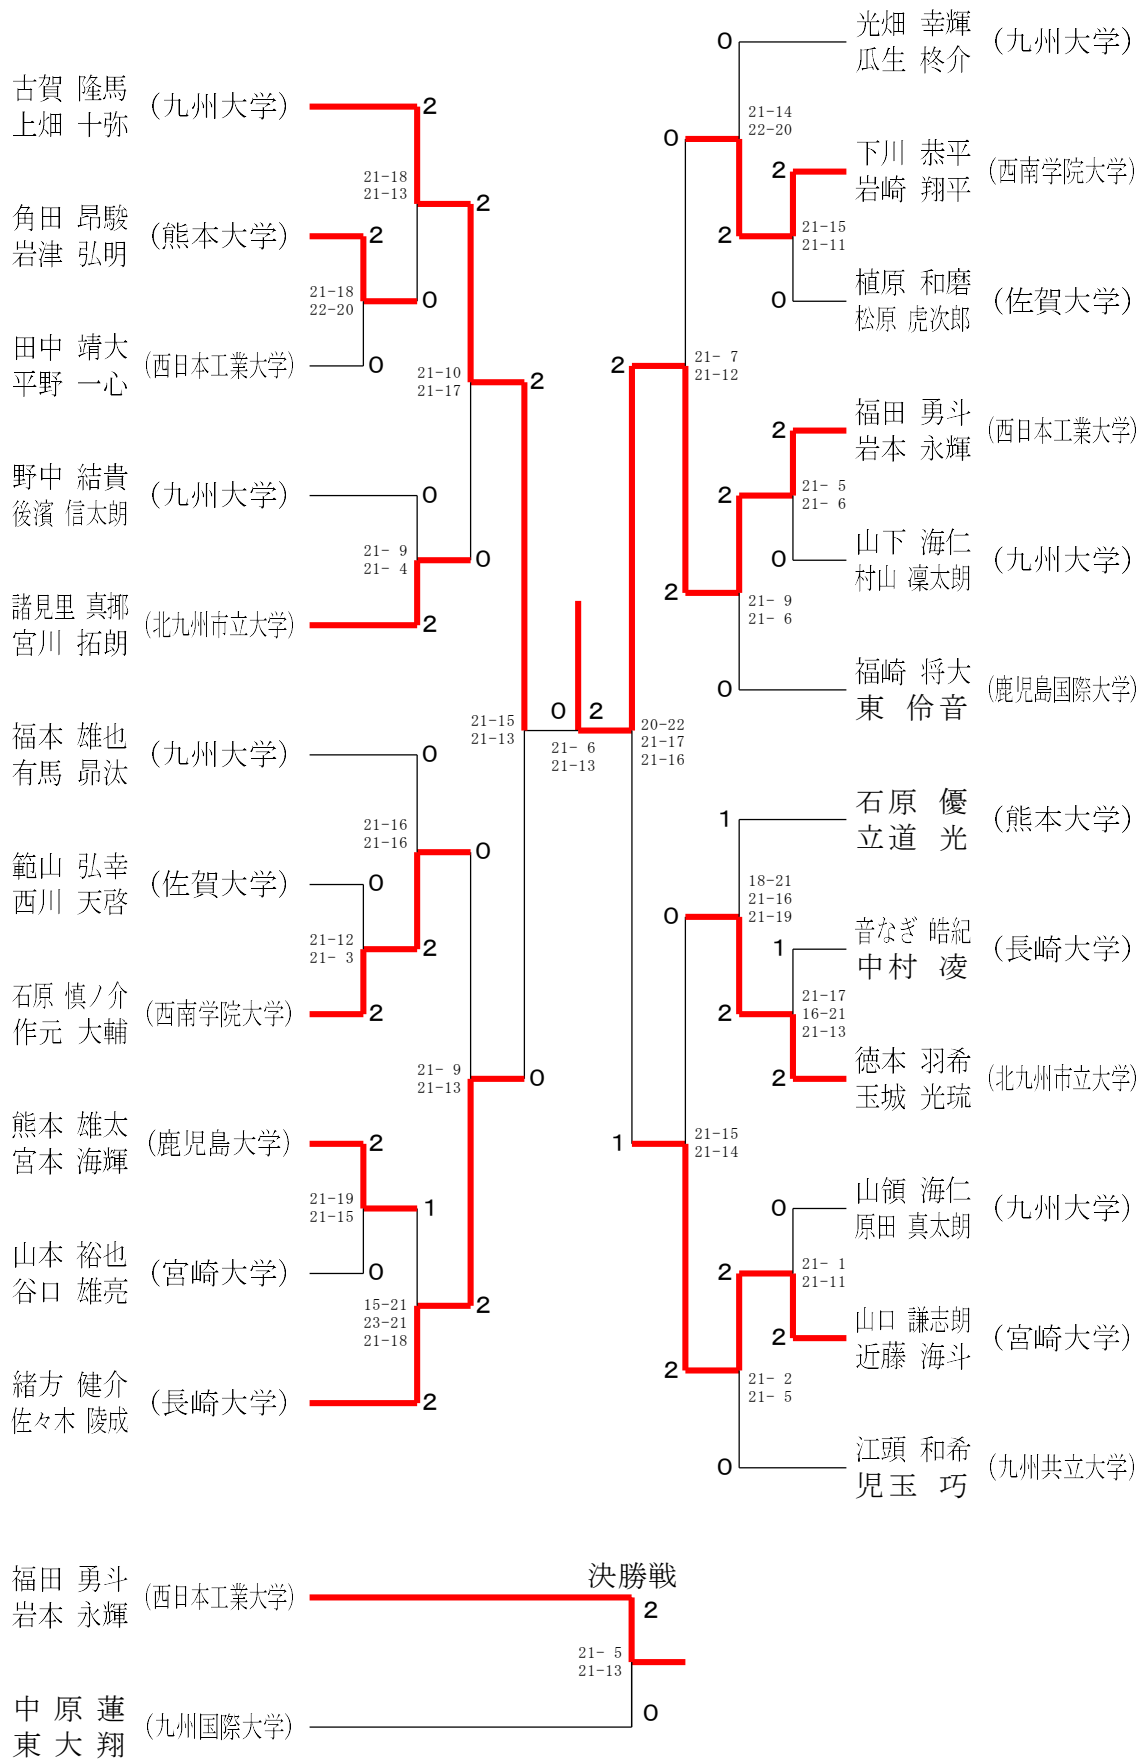 古賀 隆馬
上畑 十弥
(九州大学)
2
21-18
21-13
2
角田 昂駿
岩津 弘明
(熊本大学)
2
21-18
22-20
0
田中 靖大
平野 一心
(西日本工業大学)
0
21-10
21-17
2
野中 結貴
後濱 信太朗
(九州大学)
0
21- 9
21- 4
0
諸見里 真挪
宮川 拓朗
(北九州市立大学)
2
福本 雄也
有馬 昴汰
(九州大学)
0
21-15
21-13
21-16
21-16
0
範山 弘幸
西川 天啓
(佐賀大学)
0
21-12
21- 3
2
石原 慎ノ介
作元 大輔
(西南学院大学)
2
21- 9
21-13
0
熊本 雄太
宮本 海輝
(鹿児島大学)
2
21-19
21-15
1
山本 裕也
谷口 雄亮
(宮崎大学)
0
15-21
23-21
21-18
2
緒方 健介
佐々木 陵成
(長崎大学)
2
0 2
21- 6
21-13
0
光畑 幸輝
瓜生 柊介
(九州大学)
21-14
22-20
0
2
下川 恭平
岩崎 翔平
(西南学院大学)
2
21-15
21-11
0
植原 和磨
松原 虎次郎
(佐賀大学)
2
21- 7
21-12
2
福田 勇斗
岩本 永輝
(西日本工業大学)
2
21- 5
21- 6
0
山下 海仁
村山 凜太朗
(九州大学)
2
21- 9
21- 6
0
福崎 将大
東 伶音
(鹿児島国際大学)
20-22
21-17
21-16
1
石原 優
立道 光
(熊本大学)
18-21
21-16
21-19
0
1
音なぎ 皓紀
中村 凌
(長崎大学)
2
21-17
16-21
21-13
2
徳本 羽希
玉城 光琉
(北九州市立大学)
1
21-15
21-14
0
山領 海仁
原田 真太朗
(九州大学)
2
21- 1
21-11
2
山口 謙志朗
近藤 海斗
(宮崎大学)
2
21- 2
21- 5
0
江頭 和希
児玉 巧
(九州共立大学)
決勝戦
福田 勇斗
岩本 永輝
(西日本工業大学)
2
21- 5
21-13
中原蓮
東大翔
(九州国際大学)
0